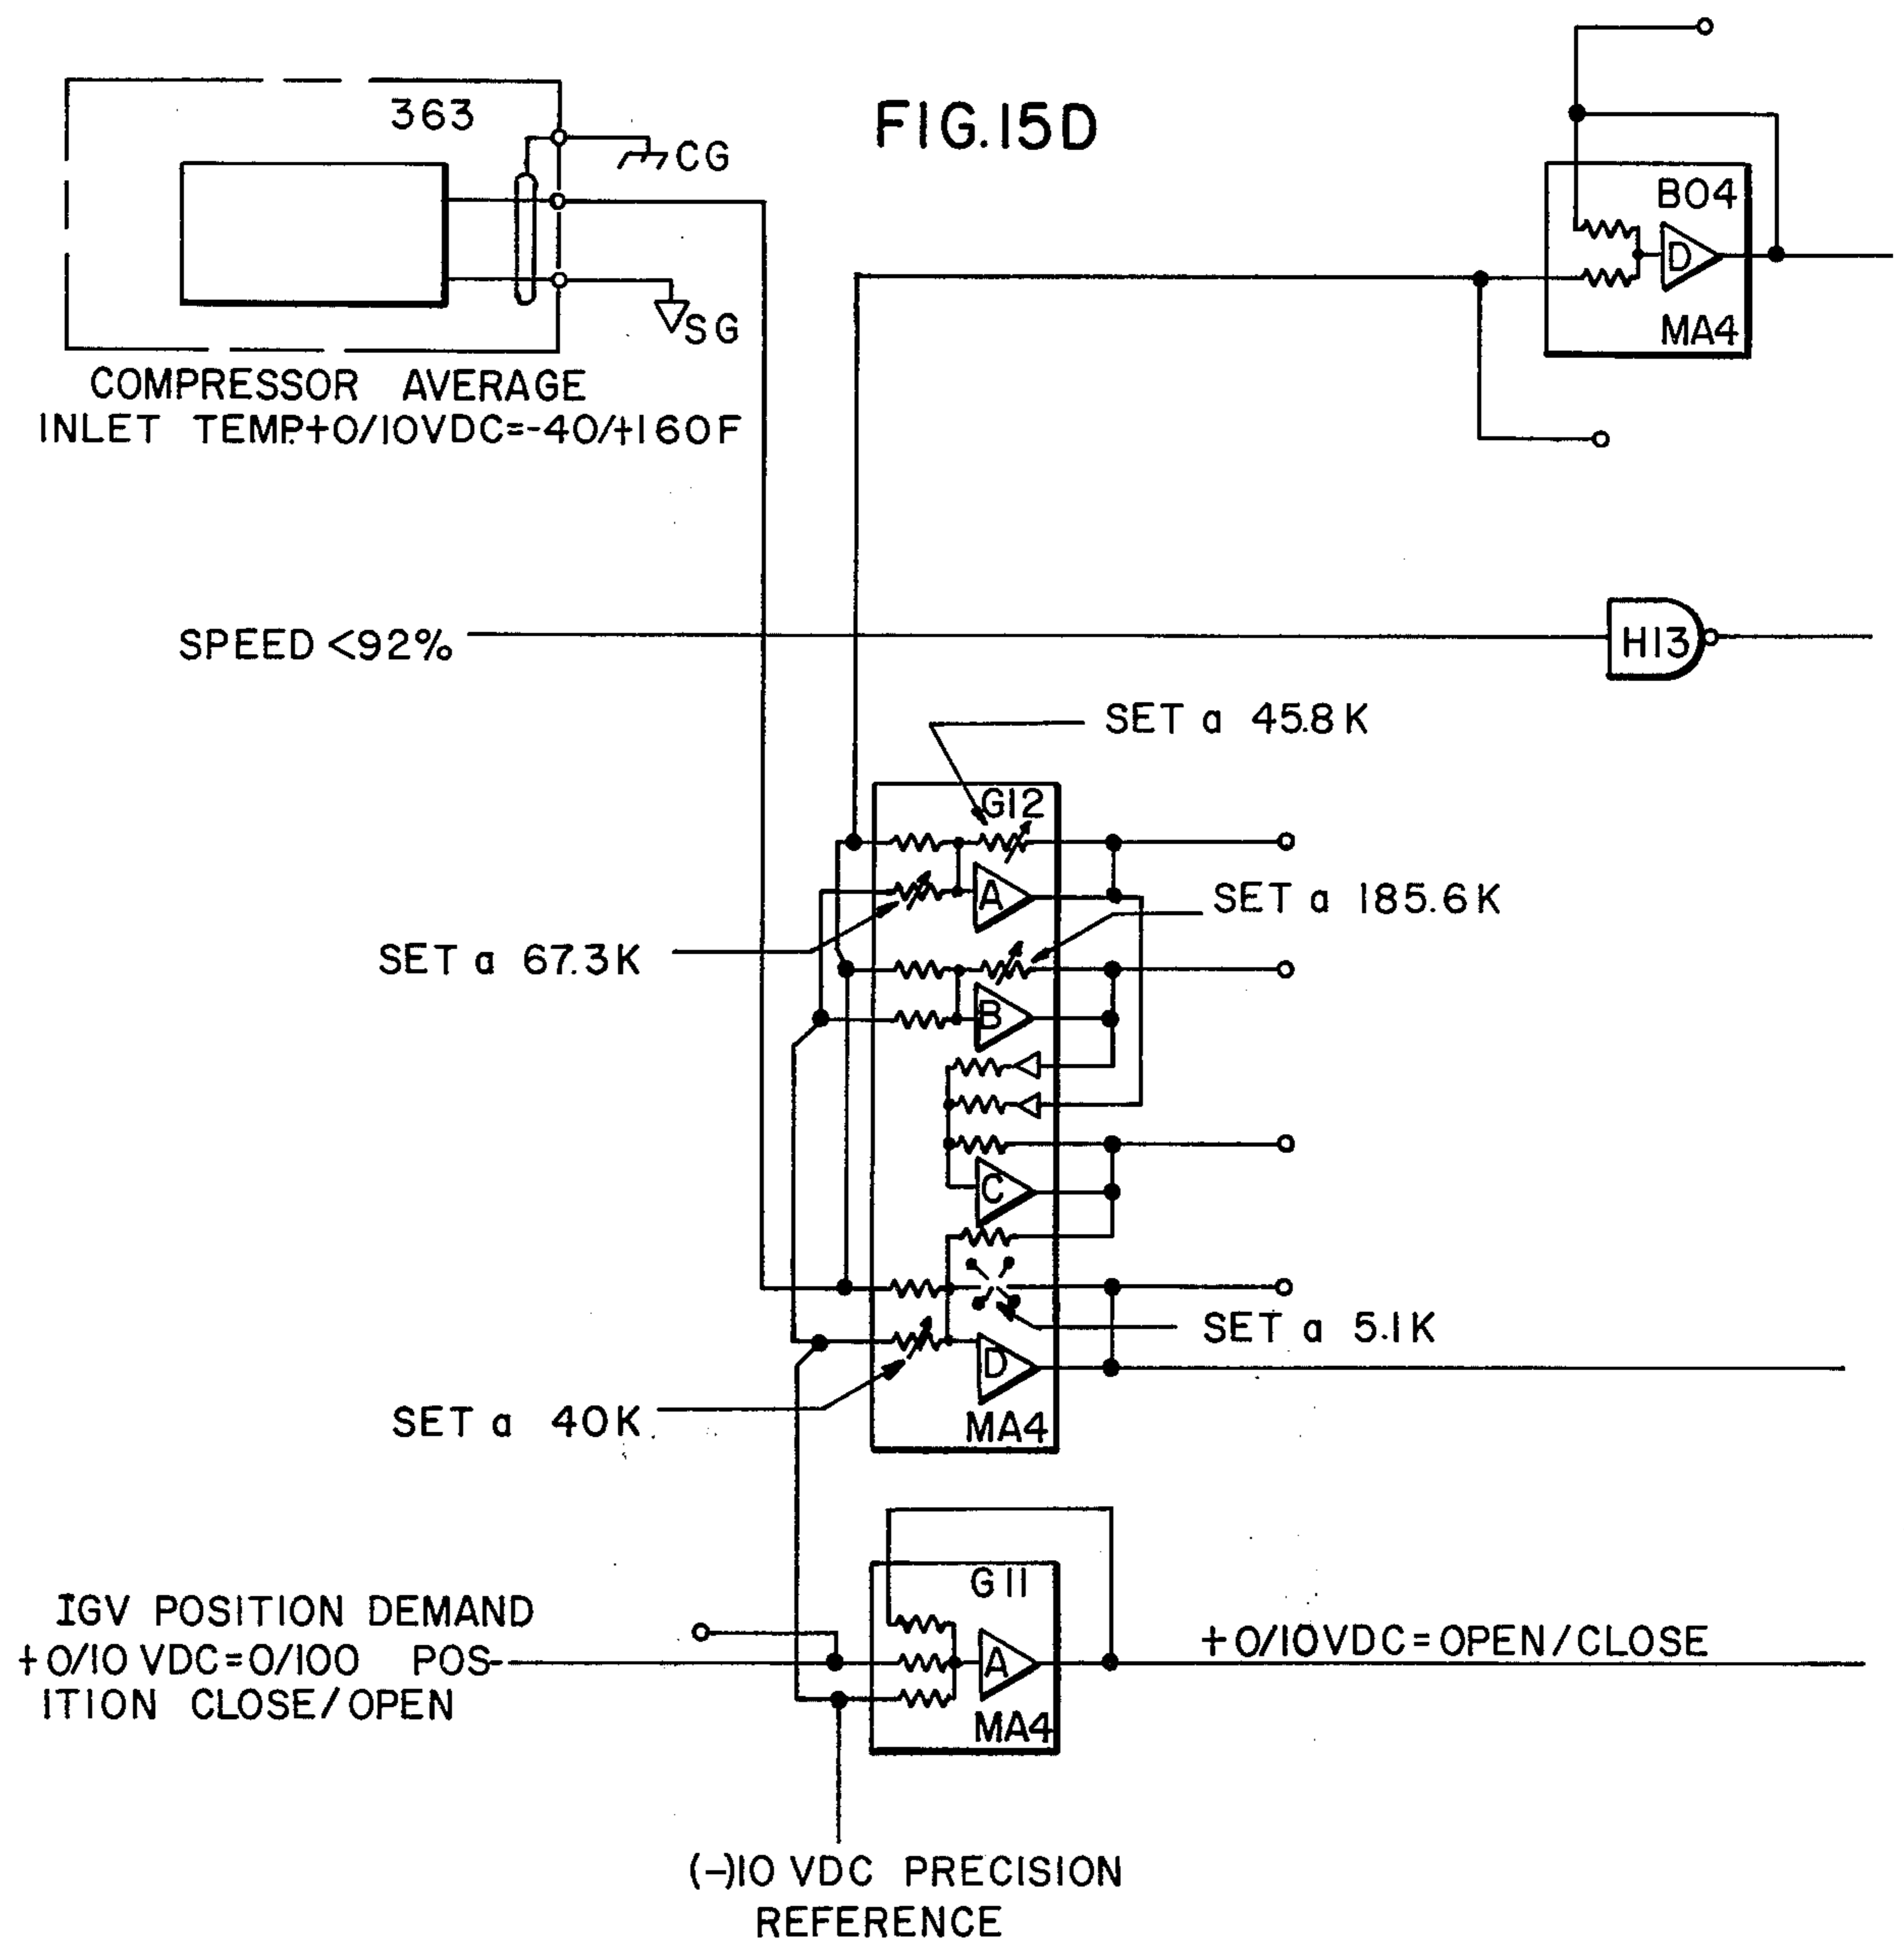 FIG.15D
363
CG
SG
COMPRESSOR AVERAGE
INLET TEMP.+0/10VDC=-40/+160F
B04
D
MA4
SPEED <92%
H13
SET a 45.8K
G12
A
SET a 185.6K
SET a 67.3K
B
C
SET a 5.1K
D
SET a 40K
MA4
G11
IGV POSITION DEMAND
+0/10 VDC=0/100 POS-
ITION CLOSE/OPEN
A
+0/10VDC=OPEN/CLOSE
MA4
(-)10 VDC PRECISION
REFERENCE